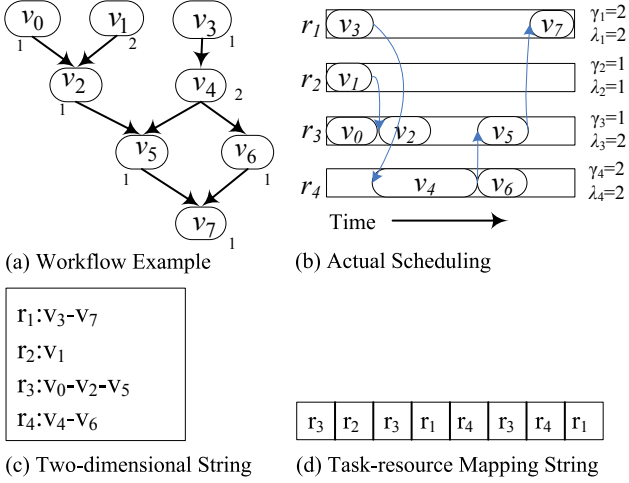 v0 v1 v3
1 2 1
v2 v4
1 2
v5 v6
1 1
v7
1
(a) Workflow Example
r1 v3 v7 γ1=2
λ1=2
r2 v1 γ2=1
λ2=1
r3 v0 v2 v5 γ3=1
λ3=2
r4 v4 v6 γ4=2
λ4=2
Time
(b) Actual Scheduling
r1:v3-v7
r2:v1
r3:v0-v2-v5
r4:v4-v6
(c) Two-dimensional String
r3 r2 r3 r1 r4 r3 r4 r1
(d) Task-resource Mapping String